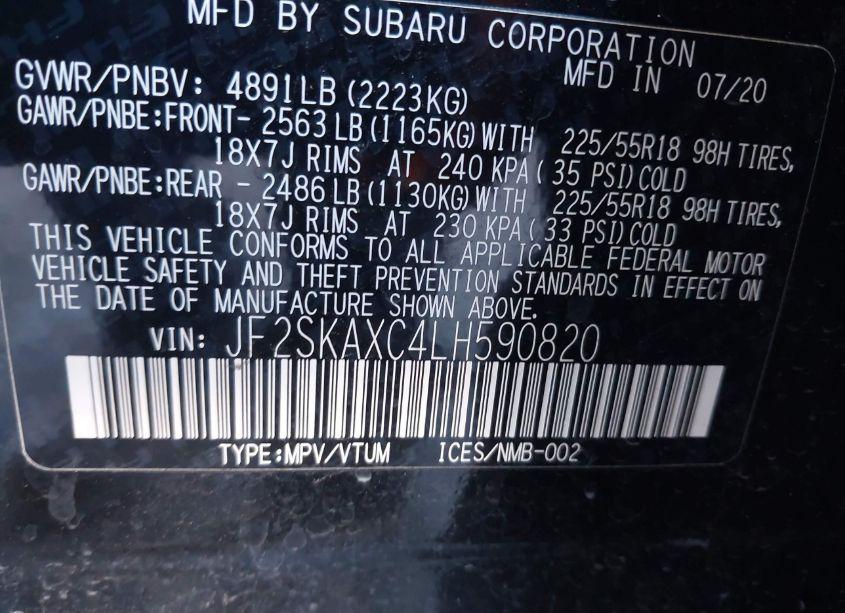 MFD BY SUBARU CORPORATION
MFD IN 07/20
GVWR/PNBV: 4891LB (2223KG)
GAWR/PNBE:FRONT- 2563 LB (1165KG) WITH 225/55R18 98H TIRES,
18X7J RIMS AT 240 KPA ( 35 PSI) COLD
GAWR/PNBE:REAR - 2486 LB (1130KG) WITH 225/55R18 98H TIRES,
18X7J RIMS AT 230 KPA ( 33 PSI) COLD
THIS VEHICLE CONFORMS TO ALL APPLICABLE FEDERAL MOTOR
VEHICLE SAFETY AND THEFT PREVENTION STANDARDS IN EFFECT ON
THE DATE OF MANUFACTURE SHOWN ABOVE.
VIN: JF2SKAXC4LH590820
TYPE:MPV/VTUM ICES/NMB-002